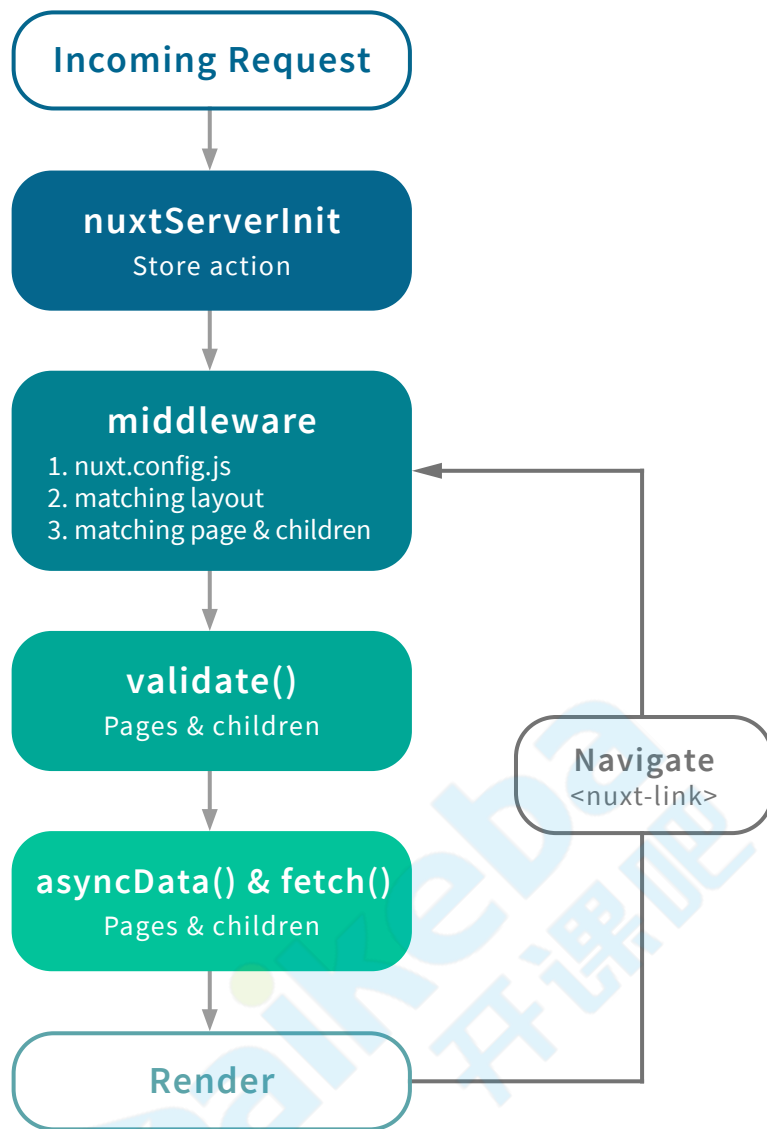 Incoming Request
nuxtServerInit
Store action
middleware
1. nuxt.config.js
2. matching layout
3. matching page & children
validate()
Pages & children
Navigate
<nuxt-link>
asyncData() & fetch()
Pages & children
Render
kaikeba
开课吧